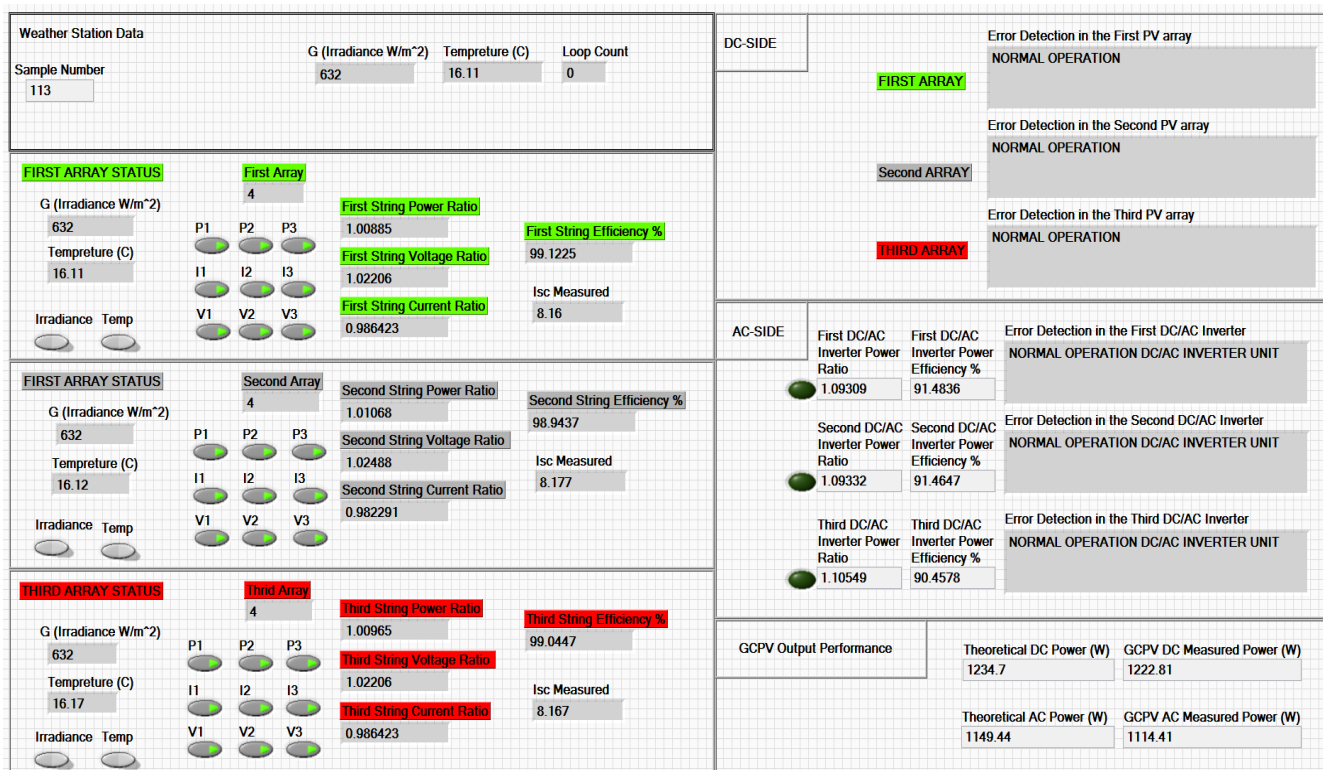 Weather Station Data
Sample Number
113
G (Irradiance W/m^2) Tempreture (C) Loop Count
632 16.11 0
FIRST ARRAY STATUS
First Array
4
G (Irradiance W/m^2)
632
Tempreture (C)
16.11
Irradiance Temp
P1 P2 P3
I1 I2 I3
V1 V2 V3
First String Power Ratio
1.00885
First String Voltage Ratio
1.02206
First String Current Ratio
0.986423
First String Efficiency %
99.1225
Isc Measured
8.16
FIRST ARRAY STATUS
Second Array
4
G (Irradiance W/m^2)
632
Tempreture (C)
16.12
Irradiance Temp
P1 P2 P3
I1 I2 I3
V1 V2 V3
Second String Power Ratio
1.01068
Second String Voltage Ratio
1.02488
Second String Current Ratio
0.982291
Second String Efficiency %
98.9437
Isc Measured
8.177
THIRD ARRAY STATUS
Thrid Array
4
G (Irradiance W/m^2)
632
Tempreture (C)
16.17
Irradiance Temp
P1 P2 P3
I1 I2 I3
V1 V2 V3
Third String Power Ratio
1.00965
Third String Voltage Ratio
1.02206
Third String Current Ratio
0.986423
Third String Efficiency %
99.0447
Isc Measured
8.167
DC-SIDE
Error Detection in the First PV array
FIRST ARRAY
NORMAL OPERATION
Error Detection in the Second PV array
Second ARRAY
NORMAL OPERATION
Error Detection in the Third PV array
THIRD ARRAY
NORMAL OPERATION
AC-SIDE
First DC/AC
Inverter Power
Ratio
1.09309
First DC/AC
Inverter Power
Efficiency %
91.4836
Error Detection in the First DC/AC Inverter
NORMAL OPERATION DC/AC INVERTER UNIT
Second DC/AC
Inverter Power
Ratio
1.09332
Second DC/AC
Inverter Power
Efficiency %
91.4647
Error Detection in the Second DC/AC Inverter
NORMAL OPERATION DC/AC INVERTER UNIT
Third DC/AC
Inverter Power
Ratio
1.10549
Third DC/AC
Inverter Power
Efficiency %
90.4578
Error Detection in the Third DC/AC Inverter
NORMAL OPERATION DC/AC INVERTER UNIT
GCPV Output Performance
Theoretical DC Power (W) GCPV DC Measured Power (W)
1234.7 1222.81
Theoretical AC Power (W) GCPV AC Measured Power (W)
1149.44 1114.41